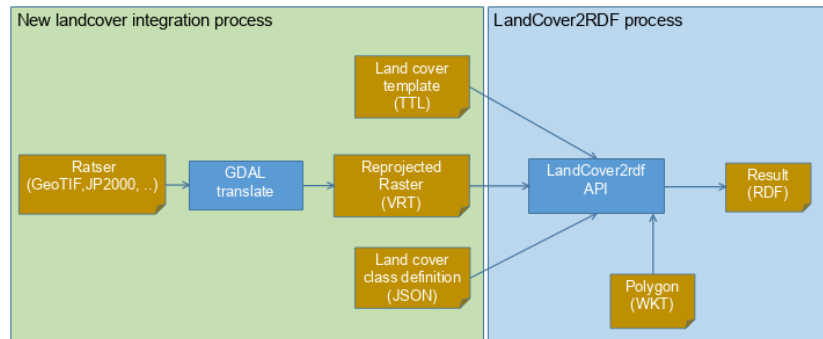 New landcover integration process
LandCover2RDF process
Land cover
template
(TTL)
Ratser
(GeoTIF,JP2000, ..)
GDAL
translate
Reprojected
Raster
(VRT)
LandCover2rdf
API
Result
(RDF)
Land cover
class definition
(JSON)
Polygon
(WKT)